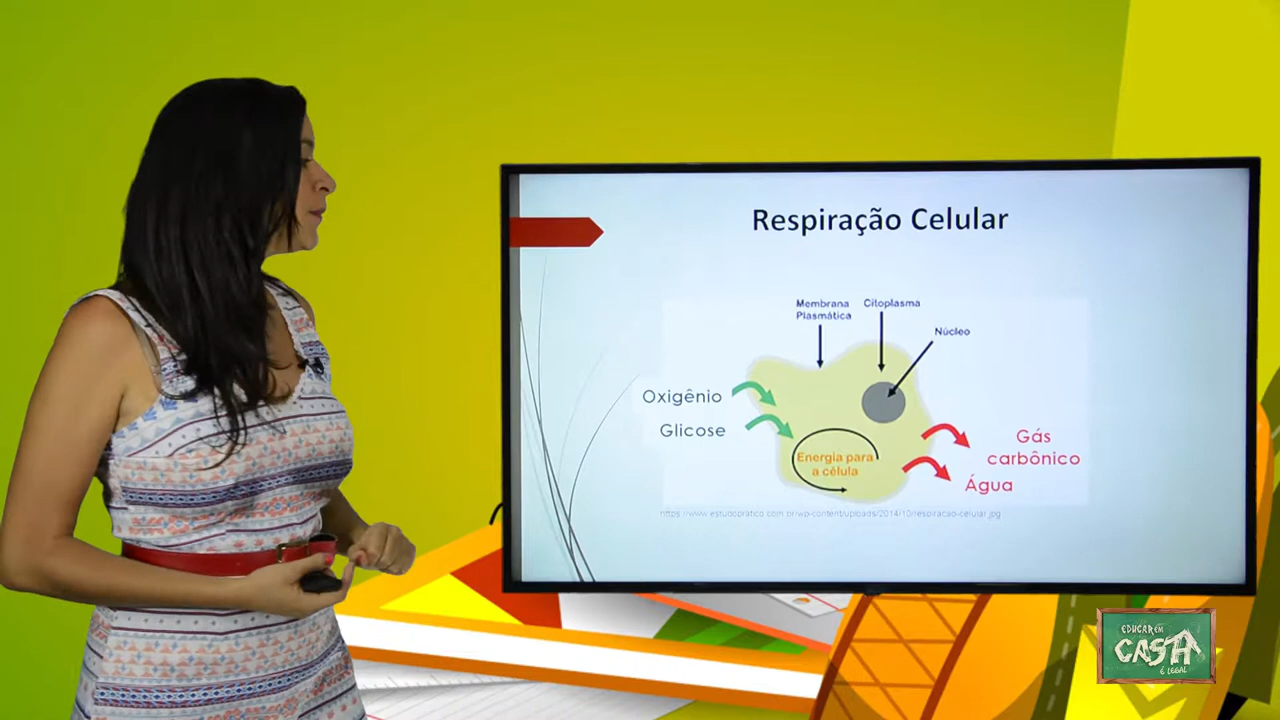 Respiração Celular
Membrana
Plasmática
Citoplasma
Núcleo
Oxigênio
Glicose
Energia para
a célula
Gás
carbônico
Água
https://www.estudopratico.com.br/wp-content/uploads/2014/10/respiracao-celular.jpg
EDUCAR EM
CASA
É LEGAL